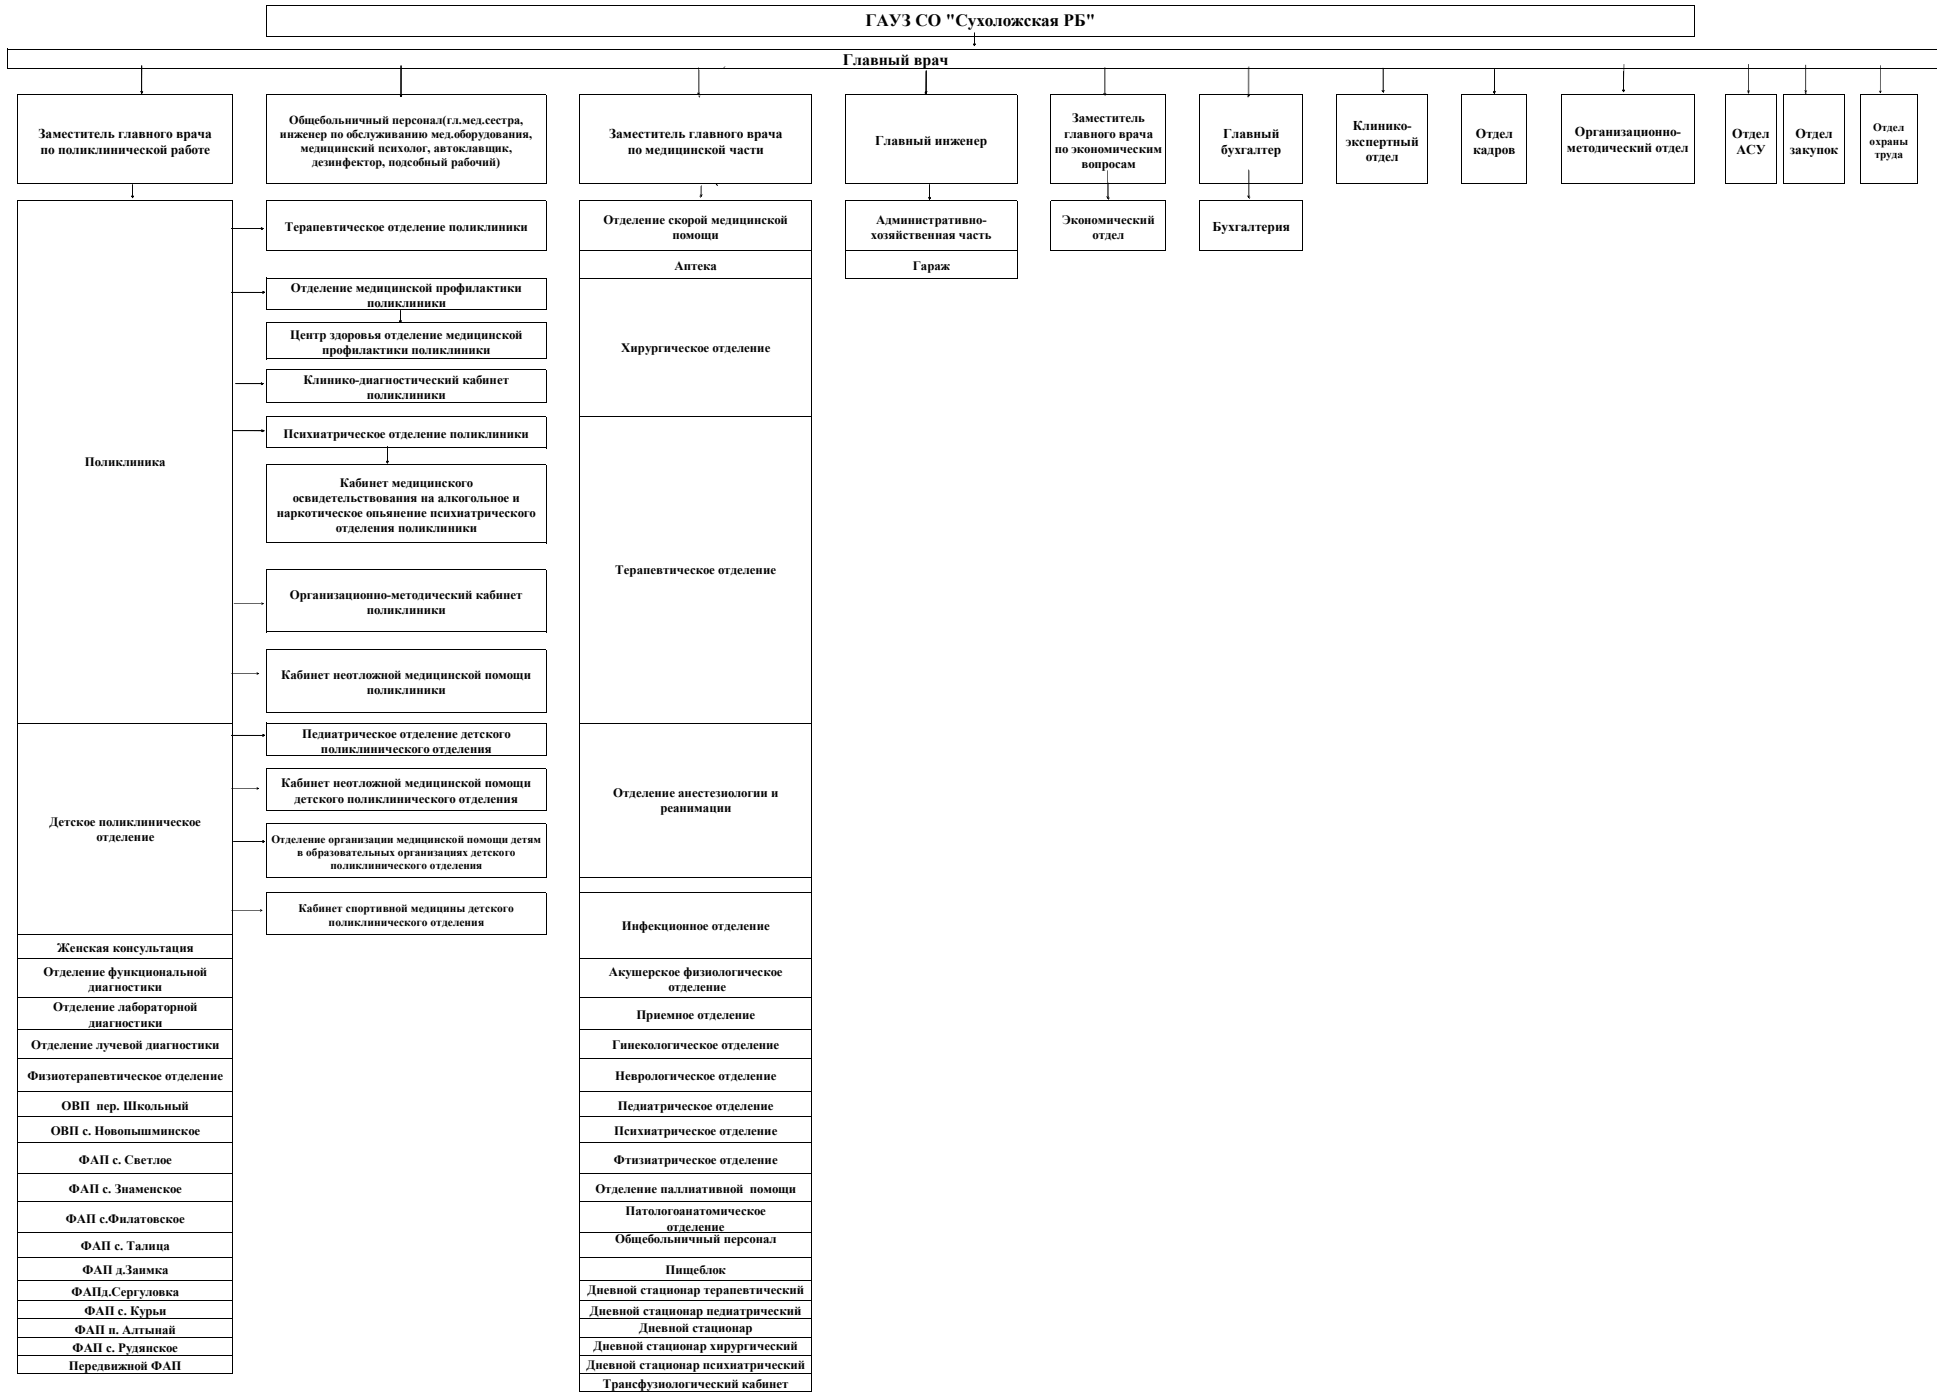 ГАУЗ СО "Сухоложская РБ"
Главный врач
Заместитель главного врача
по поликлинической работе
Общебольничный персонал(гл.мед.сестра,
инженер по обслуживанию мед.оборудования,
медицинский психолог, автоклавщик,
дезинфектор, подсобный рабочий)
Заместитель главного врача
по медицинской части
Главный инженер
Заместитель
главного врача
по экономическим
вопросам
Главный
бухгалтер
Клинико-
экспертный
отдел
Отдел
кадров
Организационно-
методический отдел
Отдел
АСУ
Отдел
закупок
Отдел
охраны
труда
Поликлиника
Детское поликлиническое
отделение
Женская консультация
Отделение функциональной
диагностики
Отделение лабораторной
диагностики
Отделение лучевой диагностики
Физиотерапевтическое отделение
ОВП  пер. Школьный
ОВП с. Новопышминское
ФАП с. Светлое
ФАП с. Знаменское
ФАП с.Филатовское
ФАП с. Талица
ФАП д.Заимка
ФАПд.Сергуловка
ФАП с. Курьи
ФАП п. Алтынай
ФАП с. Рудянское
Передвижной ФАП
Терапевтическое отделение поликлиники
Отделение медицинской профилактики
поликлиники
Центр здоровья отделение медицинской
профилактики поликлиники
Клинико-диагностический кабинет
поликлиники
Психиатрическое отделение поликлиники
Кабинет медицинского
освидетельствования на алкогольное и
наркотическое опьянение психиатрического
отделения поликлиники
Организационно-методический кабинет
поликлиники
Кабинет неотложной медицинской помощи
поликлиники
Педиатрическое отделение детского
поликлинического отделения
Кабинет неотложной медицинской помощи
детского поликлинического отделения
Отделение организации медицинской помощи детям
в образовательных организациях детского
поликлинического отделения
Кабинет спортивной медицины детского
поликлинического отделения
Отделение скорой медицинской
помощи
Аптека
Хирургическое отделение
Терапевтическое отделение
Отделение анестезиологии и
реанимации
Инфекционное отделение
Акушерское физиологическое
отделение
Приемное отделение
Гинекологическое отделение
Неврологическое отделение
Педиатрическое отделение
Психиатрическое отделение
Фтизиатрическое отделение
Отделение паллиативной  помощи
Патологоанатомическое
отделение
Общебольничный персонал
Пищеблок
Дневной стационар терапевтический
Дневной стационар педиатрический
Дневной стационар
Дневной стационар хирургический
Дневной стационар психиатрический
Трансфузиологический кабинет
Административно-
хозяйственная часть
Гараж
Экономический
отдел
Бухгалтерия